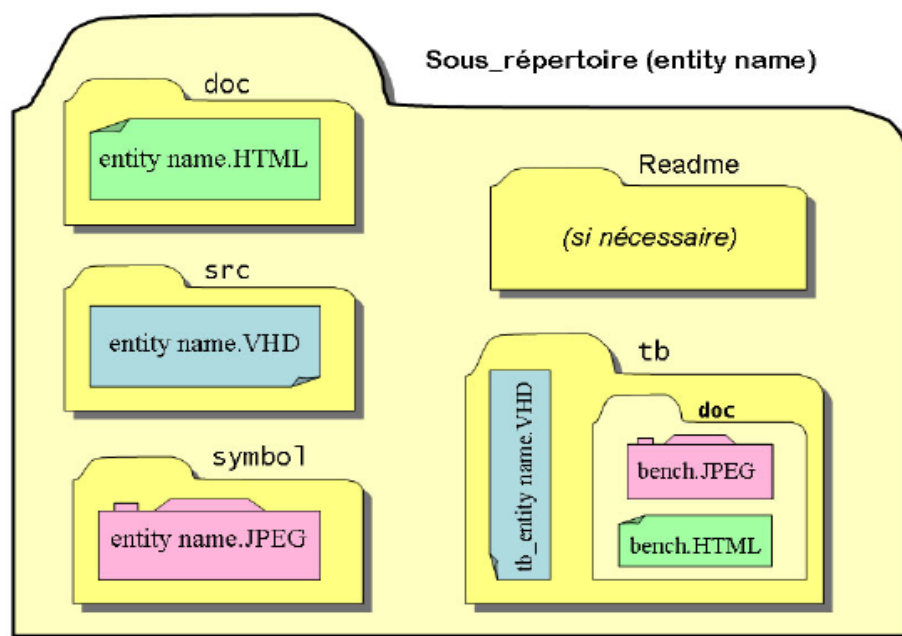 Sous_répertoire (entity name)
doc
entity name.HTML
Readme
(si nécessaire)
src
entity name.VHD
tb
tb_entity name.VHD
doc
bench.JPEG
bench.HTML
symbol
entity name.JPEG